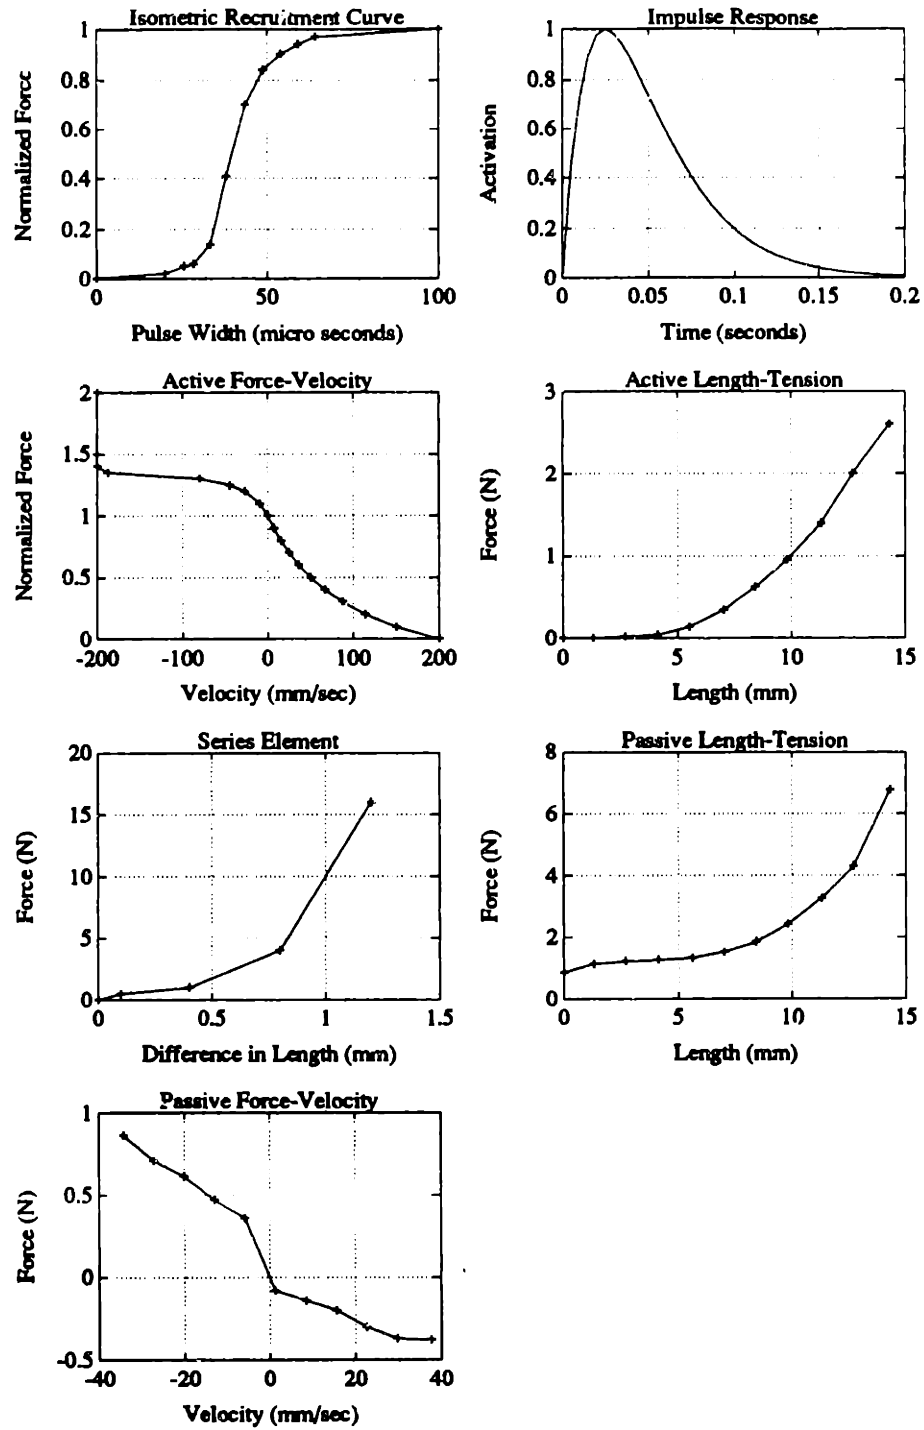 Isometric Recruitment Curve
1
0.8
0.6
0.4
0.2
0
Normalized Force
0 50 100
Pulse Width (micro seconds)
Impulse Response
1
0.8
0.6
0.4
0.2
0
Activation
0 0.05 0.1 0.15 0.2
Time (seconds)
Active Force-Velocity
2
1.5
1
0.5
0
Normalized Force
-200 -100 0 100 200
Velocity (mm/sec)
Active Length-Tension
3
2
1
0
Force (N)
0 5 10 15
Length (mm)
Series Element
20
15
10
5
0
Force (N)
0 0.5 1 1.5
Difference in Length (mm)
Passive Length-Tension
8
6
4
2
0
Force (N)
0 5 10 15
Length (mm)
Passive Force-Velocity
1
0.5
0
-0.5
Force (N)
-40 -20 0 20 40
Velocity (mm/sec)